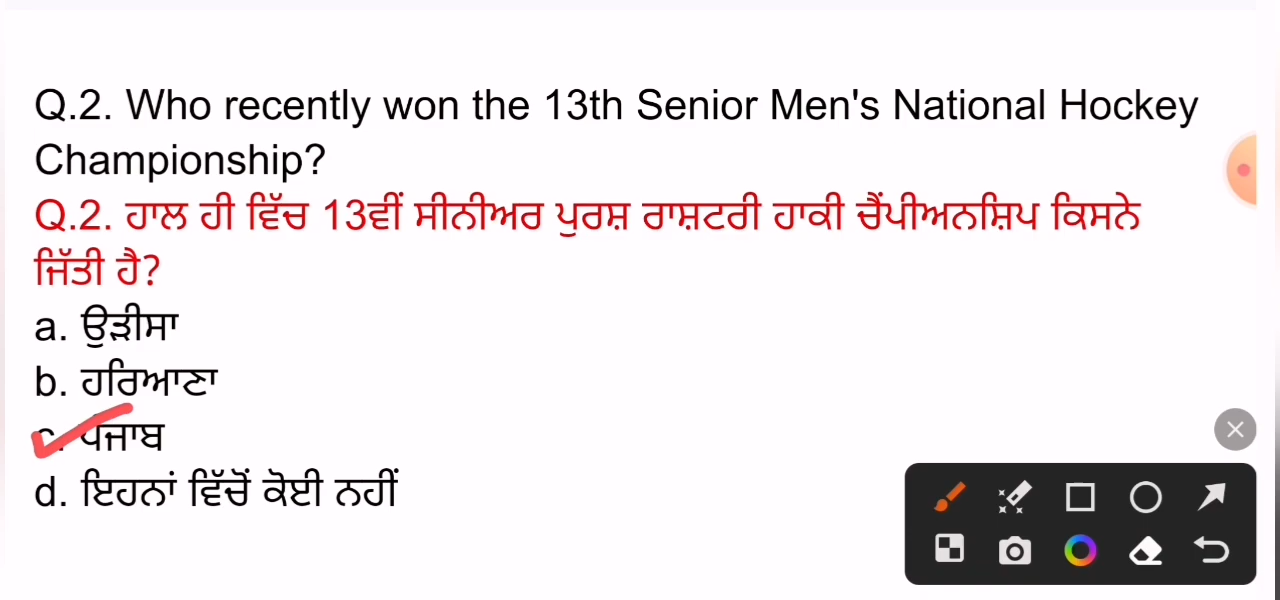 Q.2. Who recently won the 13th Senior Men's National Hockey
Championship?
Q.2. ਹਾਲ ਹੀ ਵਿੱਚ 13ਵੀਂ ਸੀਨੀਅਰ ਪੁਰਸ਼ ਰਾਸ਼ਟਰੀ ਹਾਕੀ ਚੈਂਪੀਅਨਸ਼ਿਪ ਕਿਸਨੇ
ਜਿੱਤੀ ਹੈ?
a. ਉੜੀਸਾ
b. ਹਰਿਆਣਾ
c. ਪੰਜਾਬ
d. ਇਹਨਾਂ ਵਿੱਚੋਂ ਕੋਈ ਨਹੀਂ